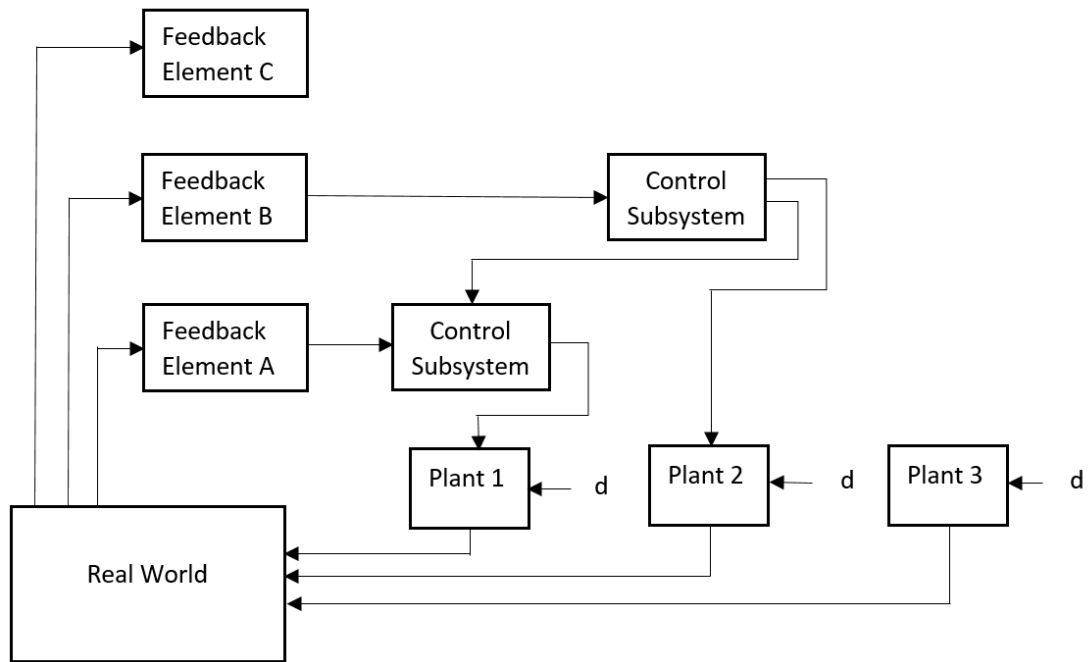 Feedback
Element C
Feedback
Element B
Control
Subsystem
Feedback
Element A
Control
Subsystem
Plant 1
d
Plant 2
d
Plant 3
d
Real World